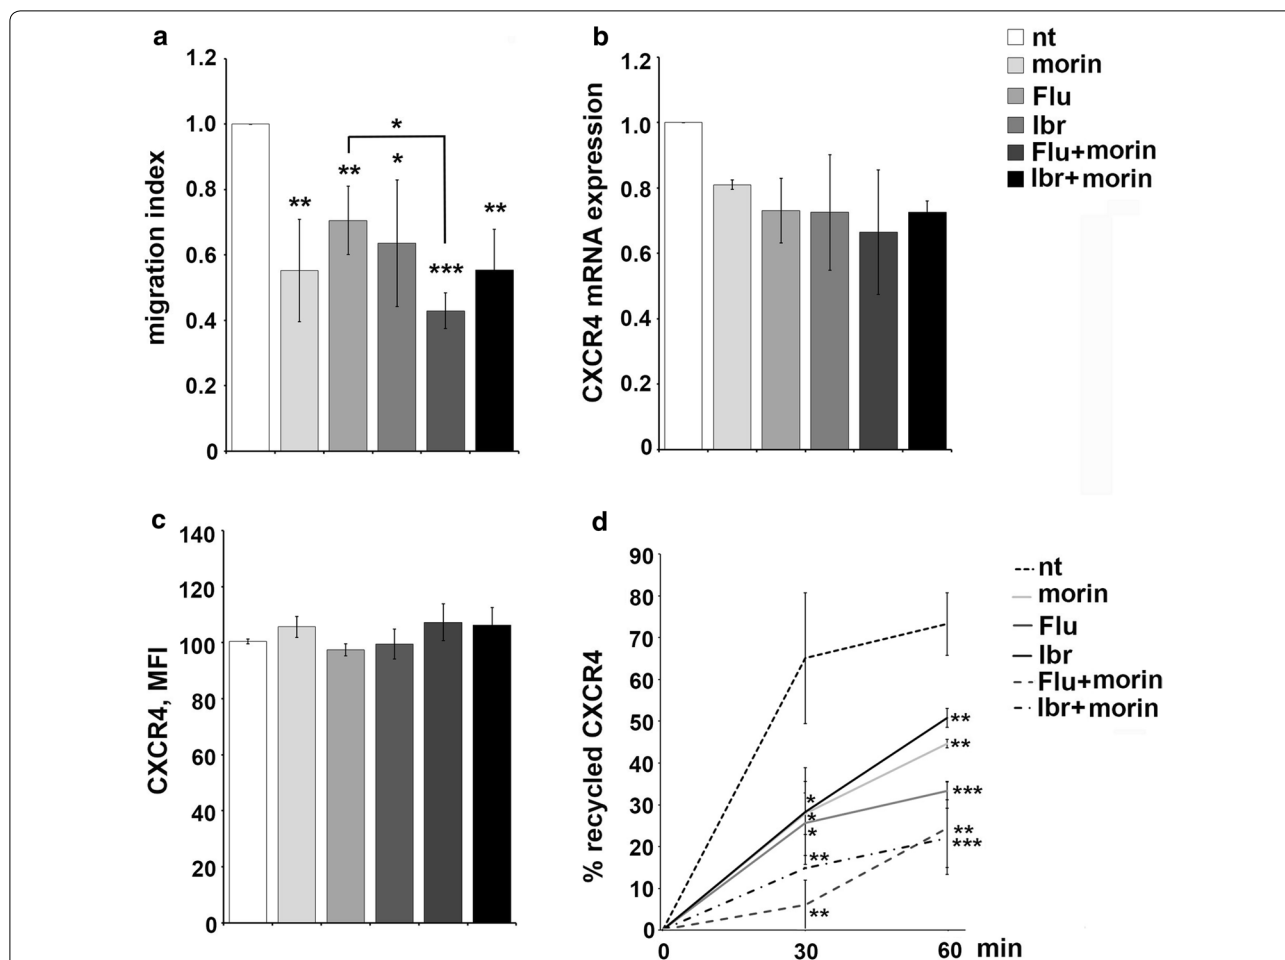 a
migration index
1.2
1.0
0.8
0.6
0.4
0.2
0
**
**
*
*
***
**
b
CXCR4 mRNA expression
1.2
1.0
0.8
0.6
0.4
0.2
0
nt
morin
Flu
Ibr
Flu+morin
Ibr+morin
c
CXCR4, MFI
140
120
100
80
60
40
20
0
d
% recycled CXCR4
90
80
70
60
50
40
30
20
10
0
*
*
*
**
**
**
**
***
**
***
0
30
min
60
nt
morin
Flu
Ibr
Flu+morin
Ibr+morin